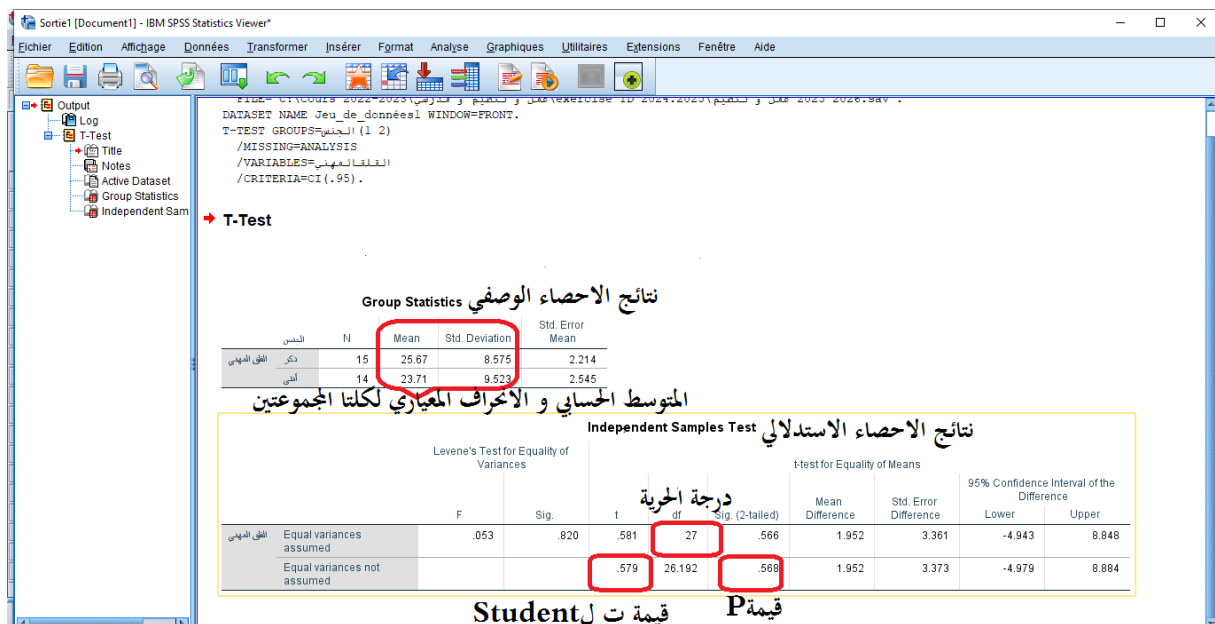 Sortie1 [Document1] - IBM SPSS Statistics Viewer*
Fichier Edition Affichage Données Transformer Insérer Format Analyse Graphiques Utilitaires Extensions Fenêtre Aide
Output
Log
T-Test
Title
Notes
Active Dataset
Group Statistics
Independent Sam
DATASET NAME Jeu_de_données1 WINDOW=FRONT.
T-TEST GROUPS=الجنس(1 2)
/MISSING=ANALYSIS
/VARIABLES=القلقالمهني
/CRITERIA=CI(.95).
T-Test
Group Statistics نتائج الاحصاء الوصفي
الجنس N Mean Std. Deviation Std. Error Mean
القلق المهني ذكر 15 25.67 8.575 2.214
أنثى 14 23.71 9.523 2.545
المتوسط الحسابي و الانحراف المعياري لكلتا المجموعتين
Independent Samples Test نتائج الاحصاء الاستدلالي
Levene's Test for Equality of Variances t-test for Equality of Means
درجة الحرية
95% Confidence Interval of the Difference
F Sig. t df Sig. (2-tailed) Mean Difference Std. Error Difference Lower Upper
القلق المهني Equal variances assumed .053 .820 .581 27 .566 1.952 3.361 -4.943 8.848
Equal variances not assumed .579 26.192 .568 1.952 3.373 -4.979 8.884
قيمة ت لStudent
قيمةP